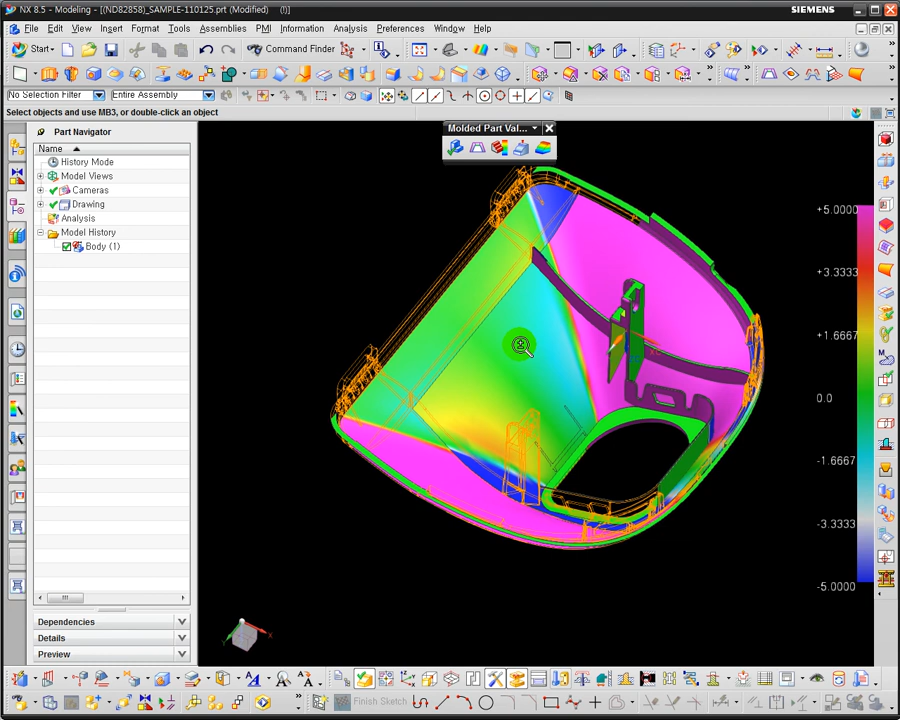 NX 8.5 - Modeling - [(ND82858)_SAMPLE-110125.prt (Modified) (!)]
SIEMENS
File Edit View Insert Format Tools Assemblies PMI Information Analysis Preferences Window Help
Start
Command Finder
No Selection Filter
Entire Assembly
Select objects and use MB3, or double-click an object
Part Navigator
Molded Part Val...
Name
History Mode
Model Views
Cameras
Drawing
Analysis
Model History
Body (1)
+5.0000
+3.3333
+1.6667
0.0
-1.6667
-3.3333
-5.0000
Dependencies
Details
Preview
X
Y
Finish Sketch